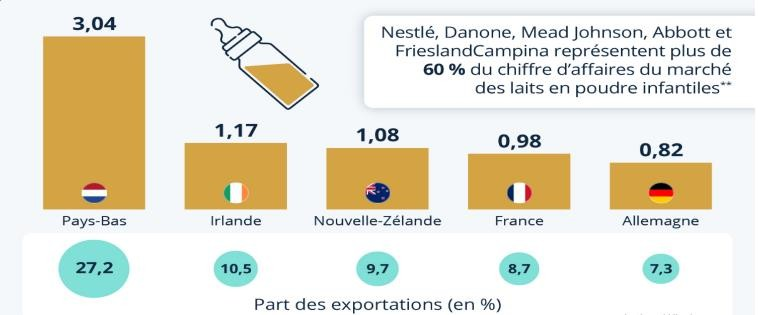 3,04
Nestlé, Danone, Mead Johnson, Abbott et
FrieslandCampina représentent plus de
60 % du chiffre d’affaires du marché
des laits en poudre infantiles**
1,17
1,08
0,98
0,82
Pays-Bas
Irlande
Nouvelle-Zélande
France
Allemagne
27,2
10,5
9,7
8,7
7,3
Part des exportations (en %)